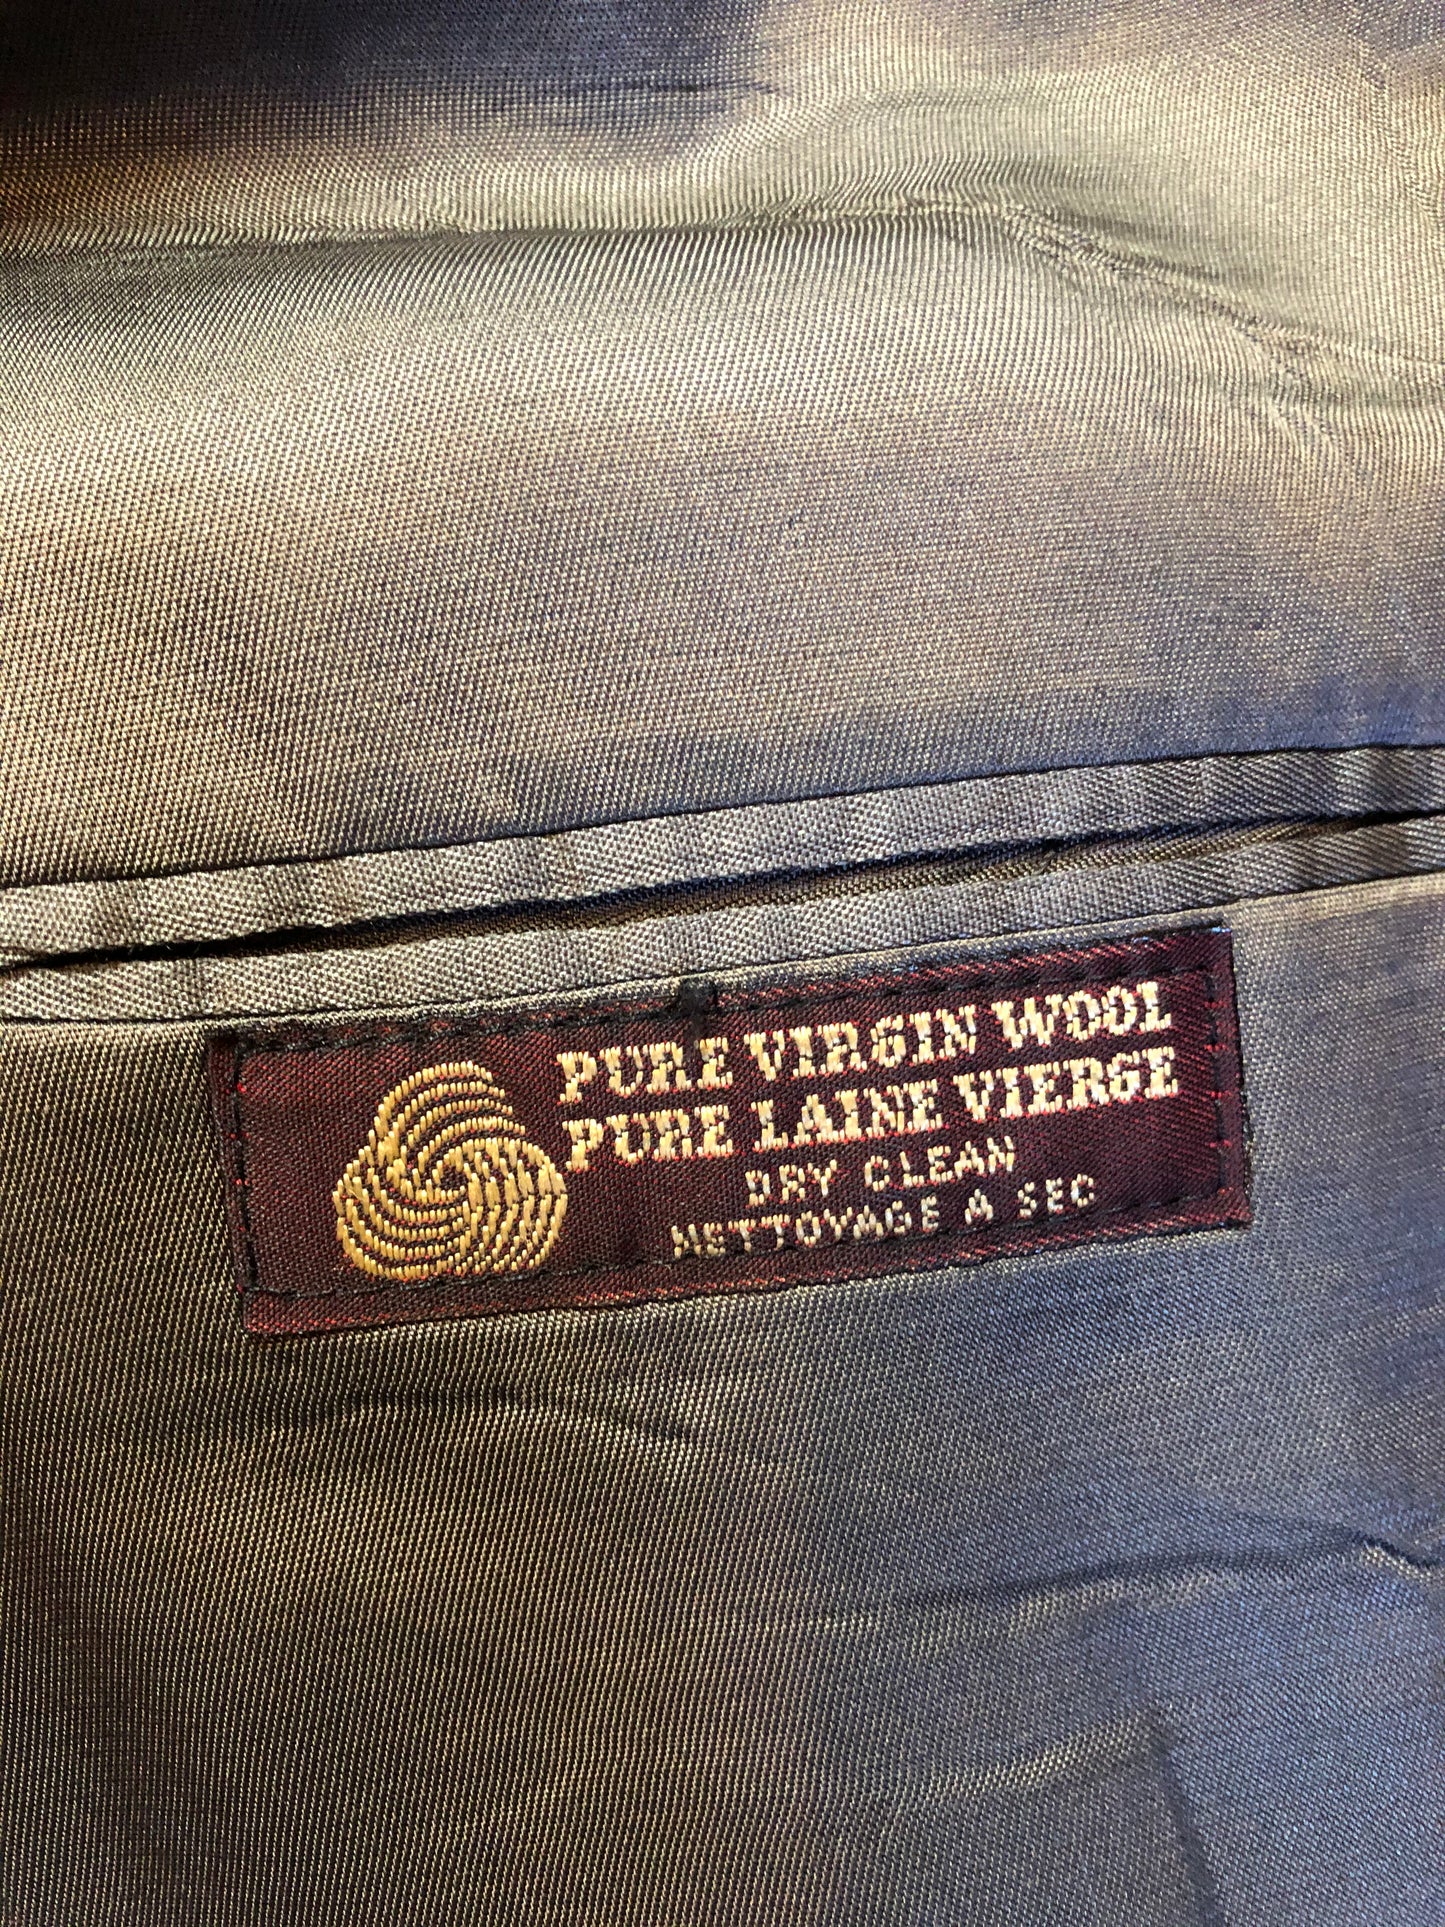 PURE VIRGIN WOOL
PURE LAINE VIERGE
DRY CLEAN
NETTOYAGE A SEC